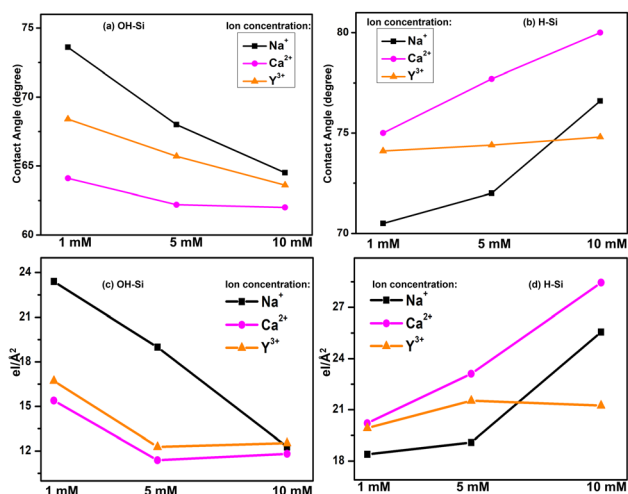 (a) OH-Si
Ion concentration:
Na⁺
Ca²⁺
Y³⁺
75
70
65
60
Contact Angle (degree)
1 mM 5 mM 10 mM
(b) H-Si
Ion concentration:
Na⁺
Ca²⁺
Y³⁺
80
75
70
Contact Angle (degree)
1 mM 5 mM 10 mM
(c) OH-Si
Ion concentration:
Na⁺
Ca²⁺
Y³⁺
24
21
18
15
12
el/Å²
1 mM 5 mM 10 mM
(d) H-Si
Ion concentration:
Na⁺
Ca²⁺
Y³⁺
27
24
21
18
el/Å²
1 mM 5 mM 10 mM